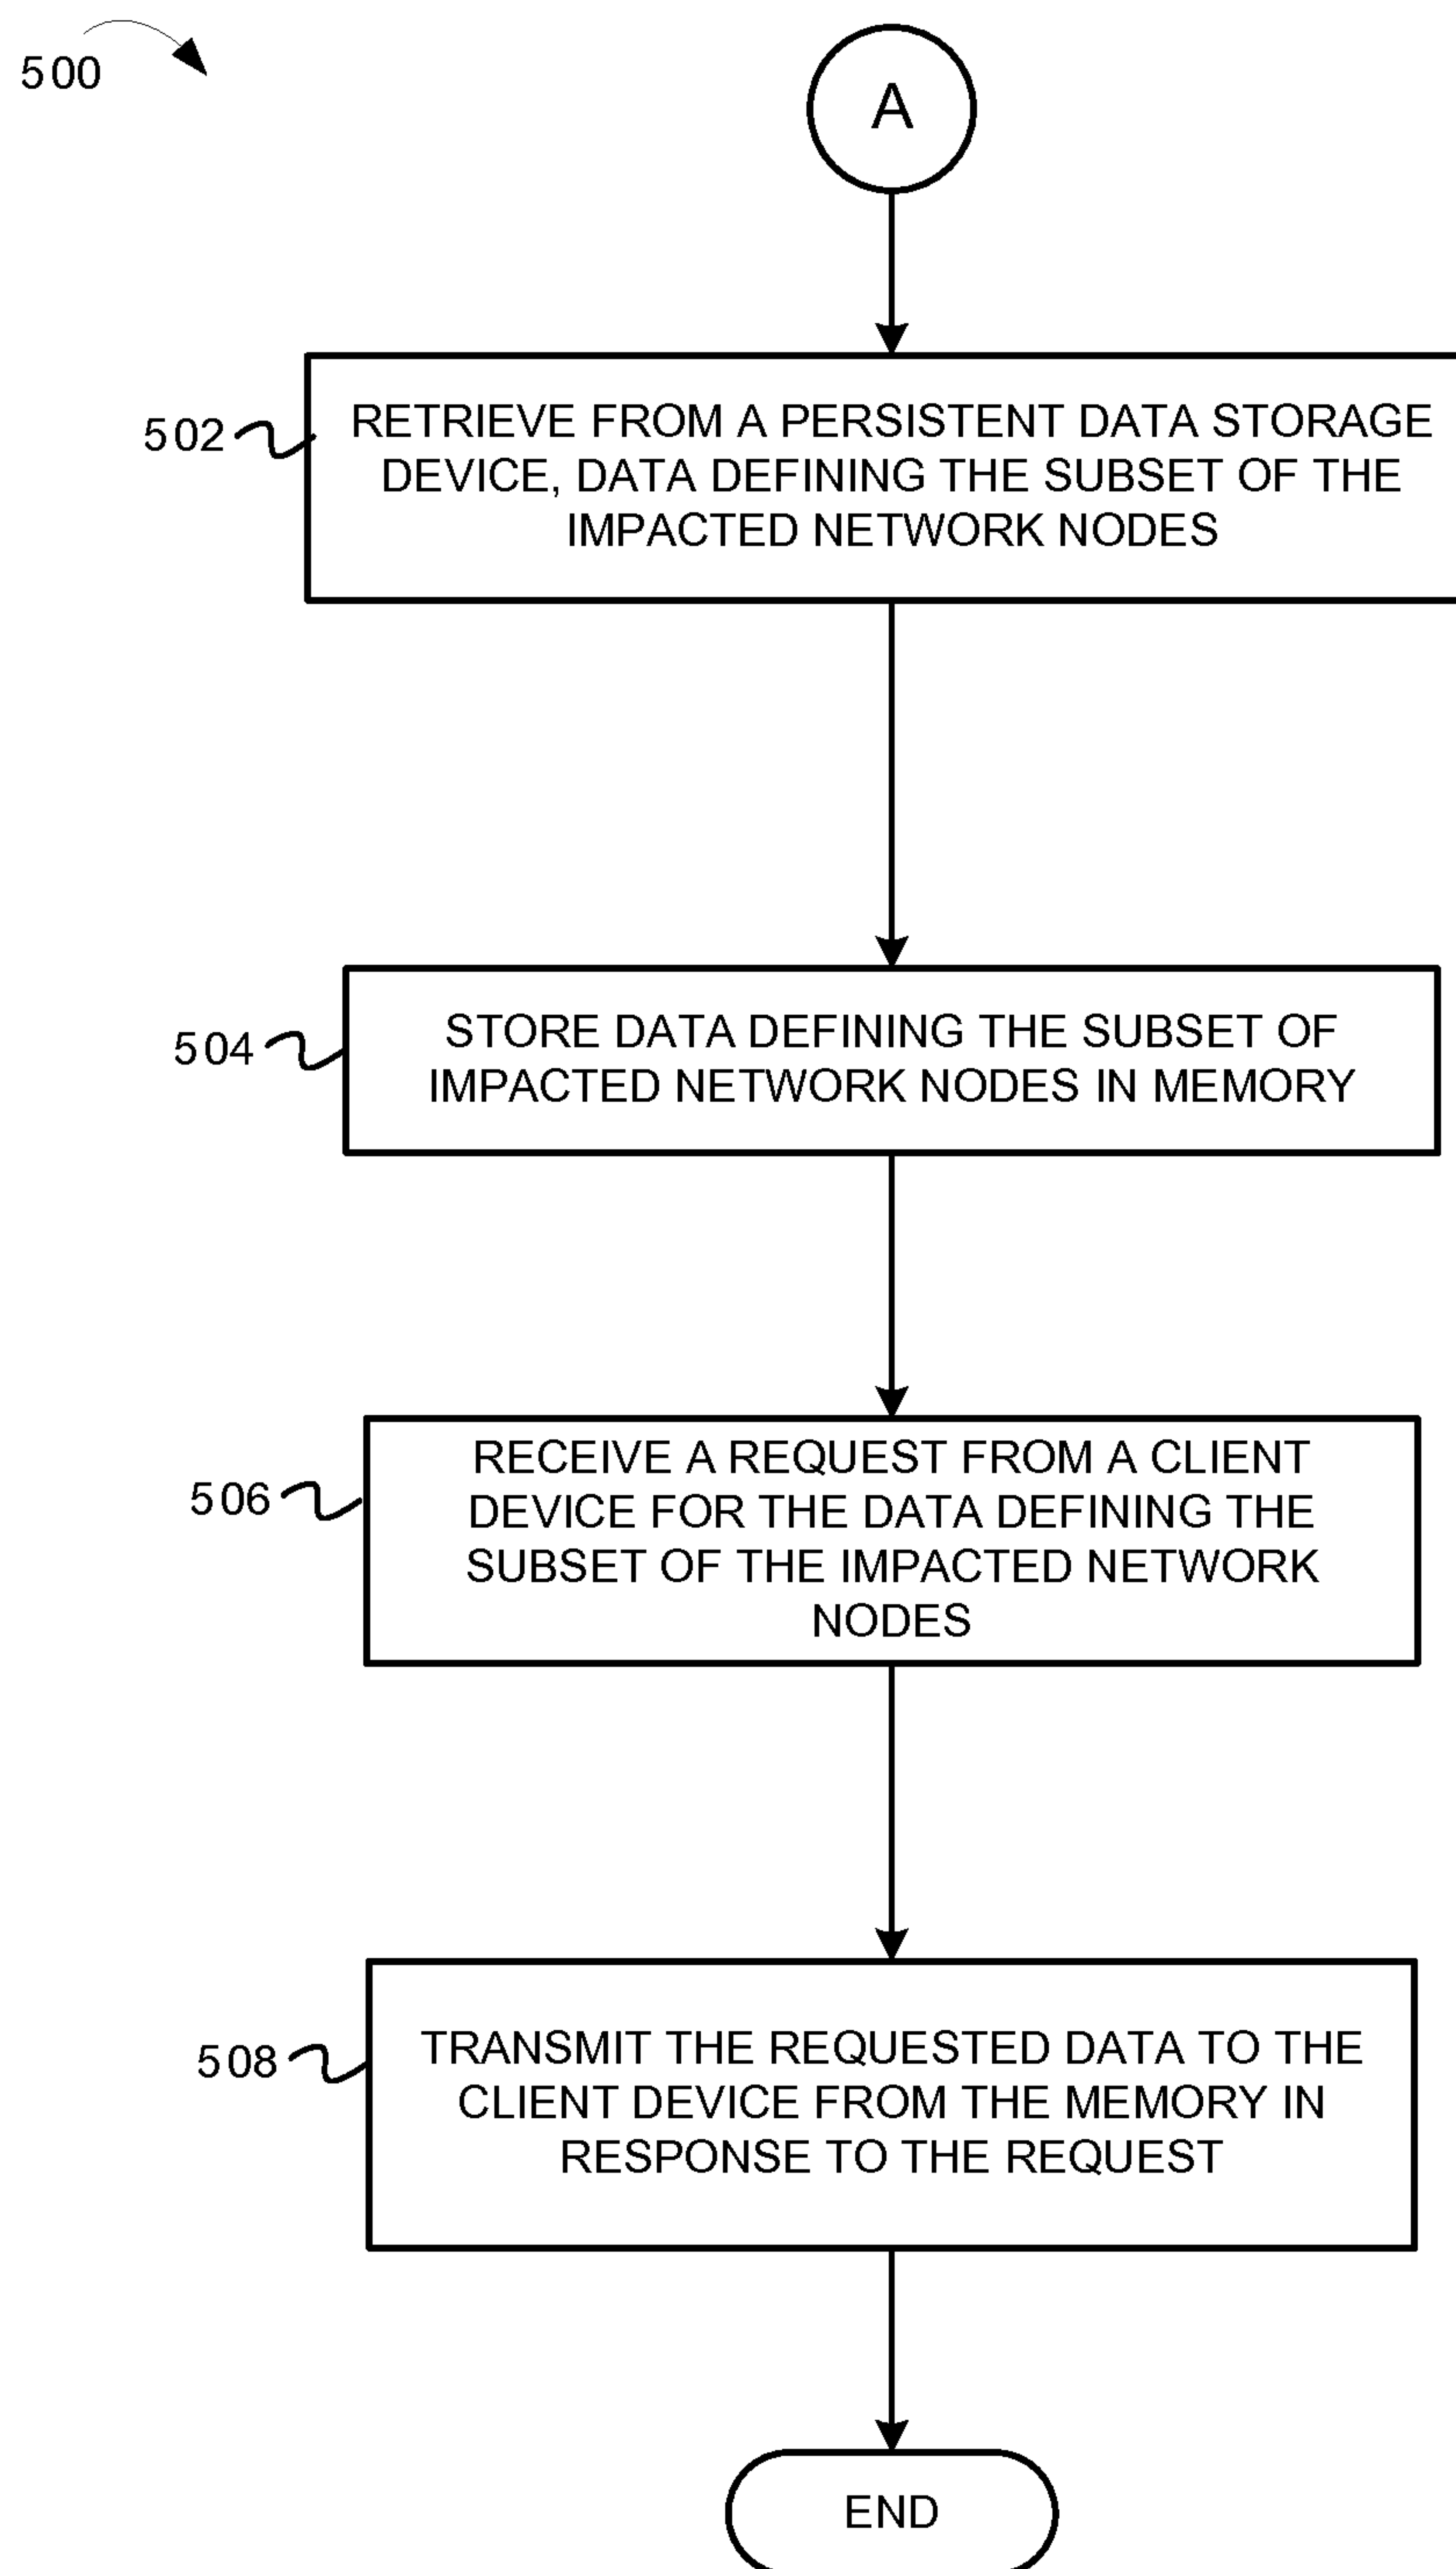 500
A
502
RETRIEVE FROM A PERSISTENT DATA STORAGE
DEVICE, DATA DEFINING THE SUBSET OF THE
IMPACTED NETWORK NODES
504
STORE DATA DEFINING THE SUBSET OF
IMPACTED NETWORK NODES IN MEMORY
506
RECEIVE A REQUEST FROM A CLIENT
DEVICE FOR THE DATA DEFINING THE
SUBSET OF THE IMPACTED NETWORK
NODES
508
TRANSMIT THE REQUESTED DATA TO THE
CLIENT DEVICE FROM THE MEMORY IN
RESPONSE TO THE REQUEST
END